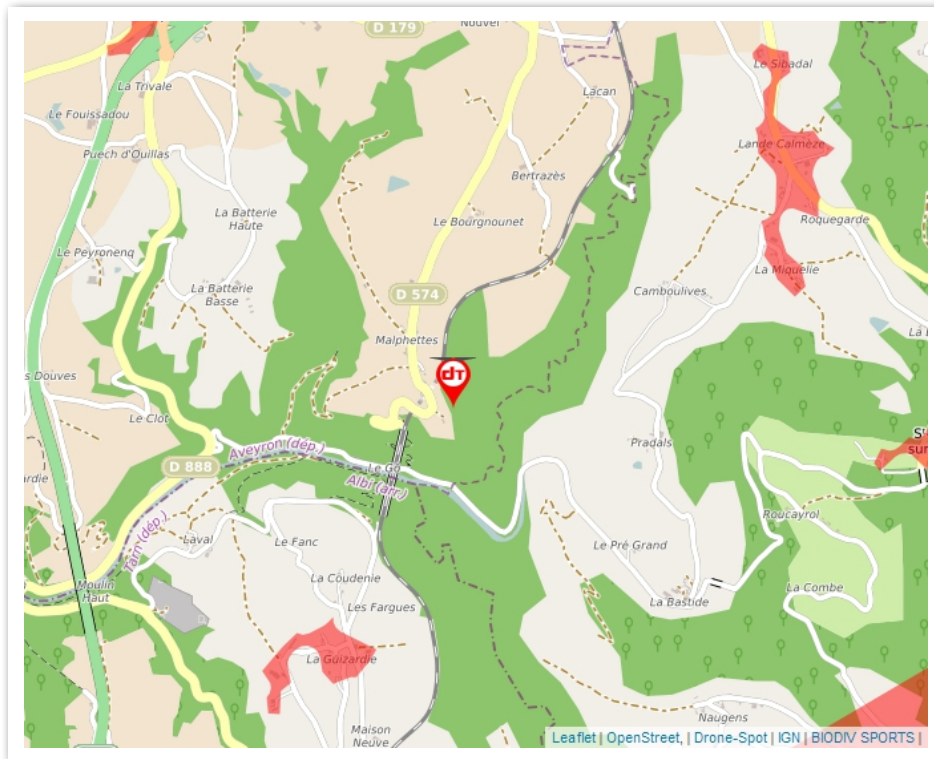 D 179
Nouvel
Le Sibadal
La Trivale
Lacan
Le Fouissadou
Lande Calmèze
Puech d'Ouillas
Bertrazès
La Batterie
Haute
Le Bourgnounet
Roquegarde
Le Peyronenq
La Miquelie
La Batterie
Basse
D 574
Camboulives
Malphettes
dT
s Douves
Le Clot
Aveyron (dép.)
Pradals
D 888
Le Gô
Albi (arr.)
Roucayrol
Tarn (dép.)
Laval
Le Fanc
Le Pré Grand
Moulin
Haut
La Coudenie
La Combe
Les Fargues
La Bastide
La Guizardie
Naugens
Maison
Neuve
Leaflet | OpenStreet, | Drone-Spot | IGN | BIODIV SPORTS |